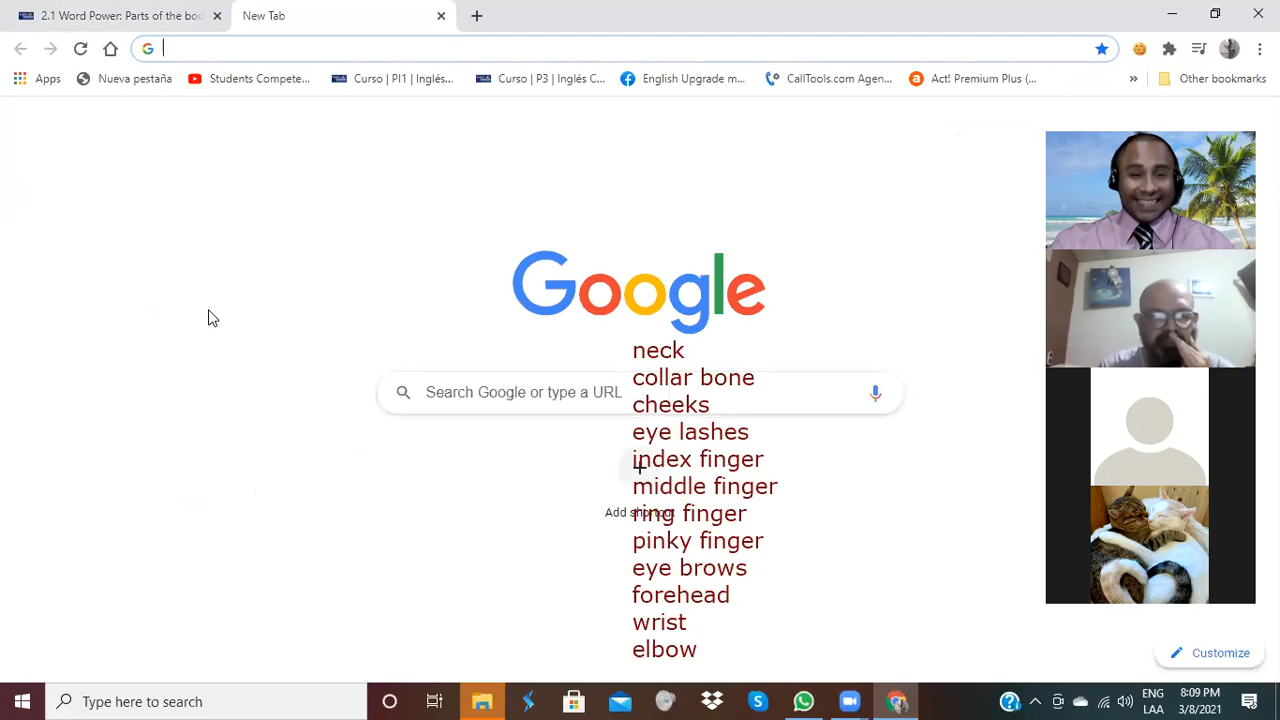 2.1 Word Power: Parts of the bod
New Tab
Apps
Nueva pestaña
Students Compete...
Curso | PI1 | Inglés...
Curso | P3 | Inglés C...
English Upgrade m...
CallTools.com Agen...
Act! Premium Plus (...
»
Other bookmarks
Google
neck
collar bone
Search Google or type a URL
cheeks
eye lashes
index finger
middle finger
Add shortcut
ring finger
pinky finger
eye brows
forehead
wrist
elbow
Customize
Type here to search
ENG
LAA
8:09 PM
3/8/2021